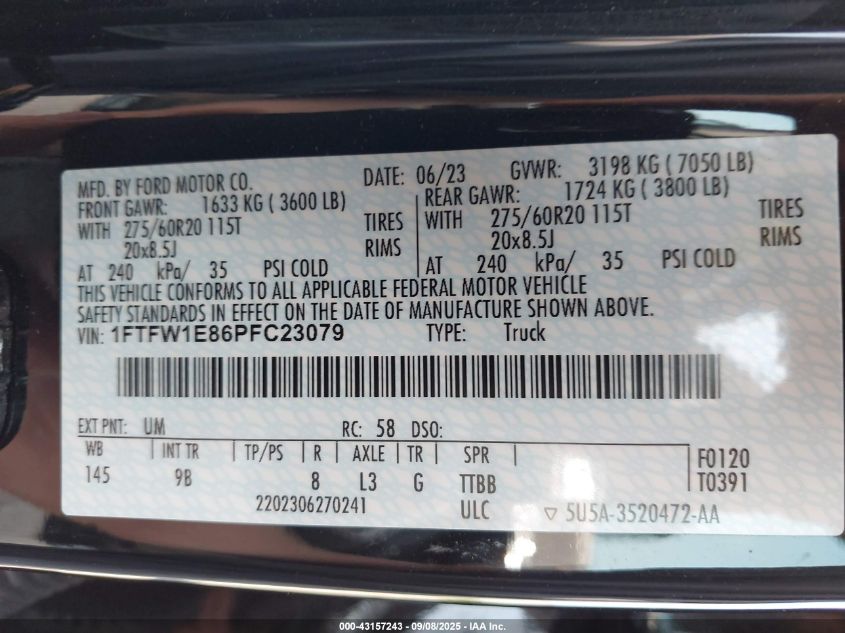 MFD. BY FORD MOTOR CO. DATE: 06/23 GVWR: 3198 KG ( 7050 LB)
FRONT GAWR: 1633 KG ( 3600 LB) REAR GAWR: 1724 KG ( 3800 LB)
WITH 275/60R20 115T TIRES WITH 275/60R20 115T TIRES
20x8.5J RIMS 20x8.5J RIMS
AT 240 kPa/ 35 PSI COLD AT 240 kPa/ 35 PSI COLD
THIS VEHICLE CONFORMS TO ALL APPLICABLE FEDERAL MOTOR VEHICLE
SAFETY STANDARDS IN EFFECT ON THE DATE OF MANUFACTURE SHOWN ABOVE.
VIN: 1FTFW1E86PFC23079 TYPE: Truck
EXT PNT: UM RC: 58 DSO:
WB INT TR TP/PS R AXLE TR SPR F0120
145 9B 8 L3 G TTBB T0391
2202306270241 ULC ▽ 5U5A-3520472-AA
000-43157243 - 09/08/2025 - IAA Inc.